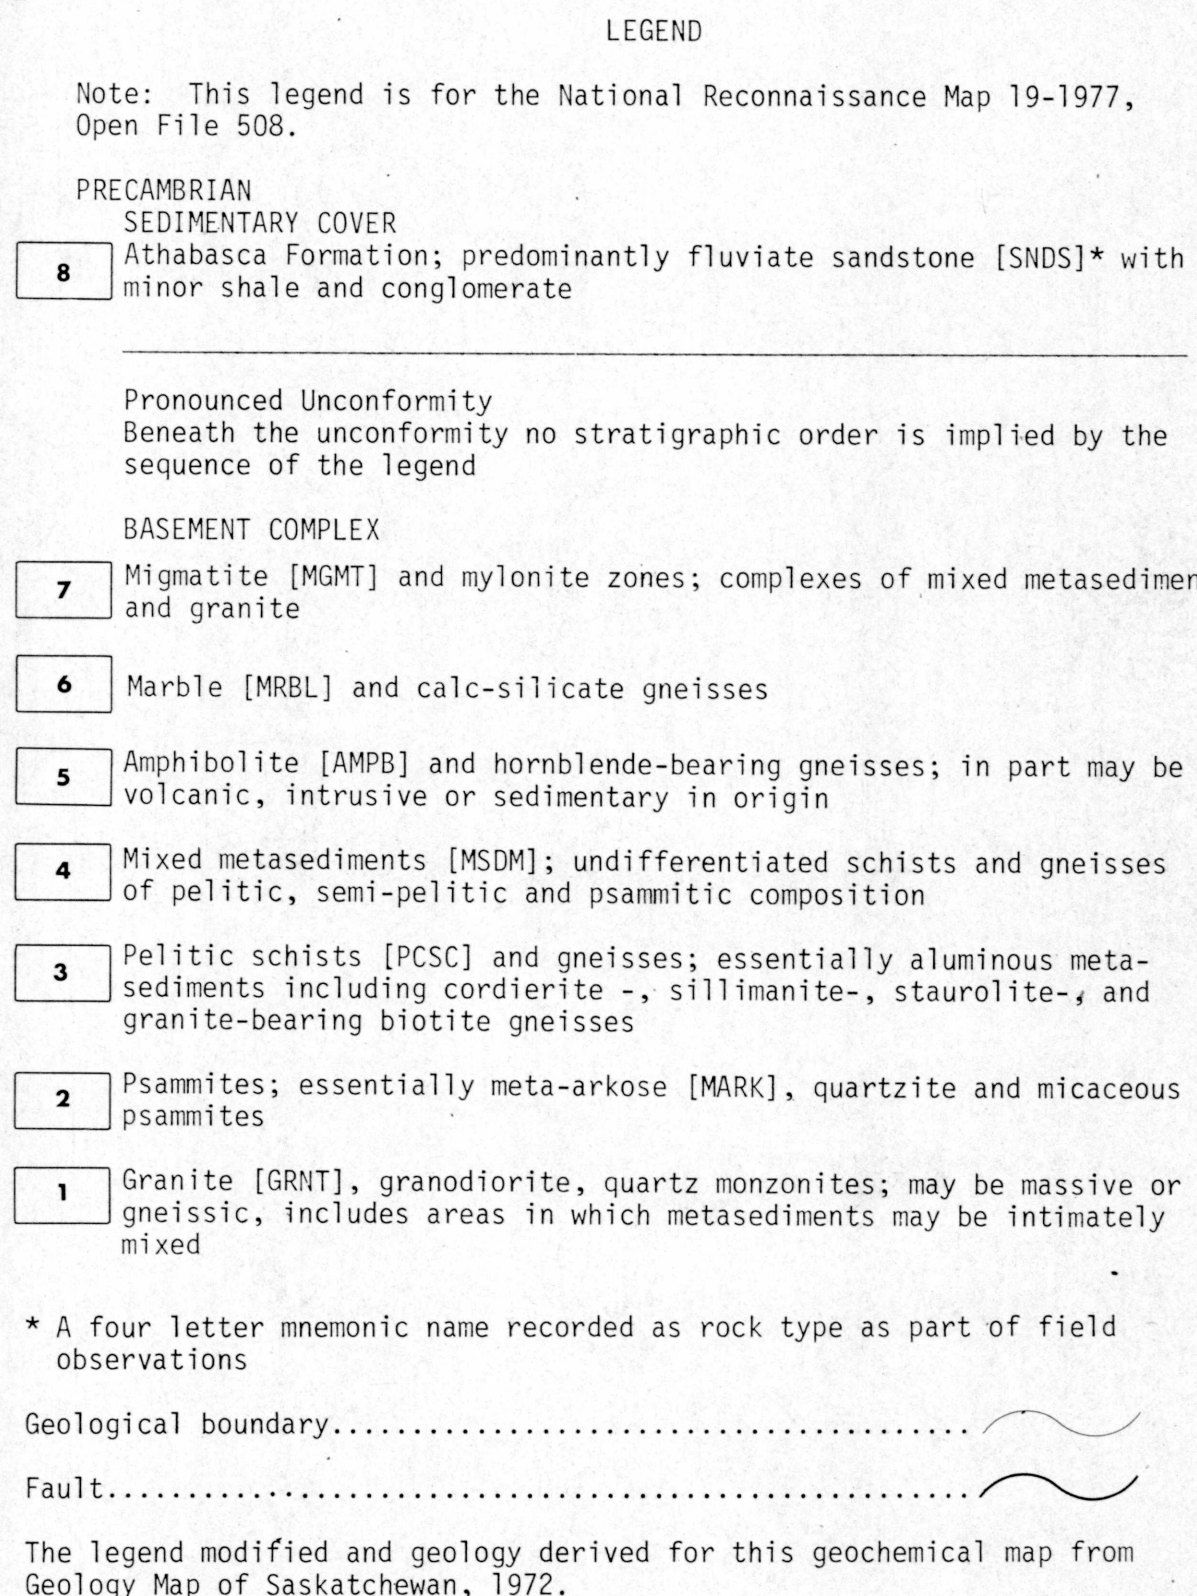 LEGEND
Note: This legend is for the National Reconnaissance Map 19-1977,
Open File 508.
PRECAMBRIAN
SEDIMENTARY COVER
8 Athabasca Formation; predominantly fluviate sandstone [SNDS]* with
minor shale and conglomerate
Pronounced Unconformity
Beneath the unconformity no stratigraphic order is implied by the
sequence of the legend
BASEMENT COMPLEX
7 Migmatite [MGMT] and mylonite zones; complexes of mixed metasedimen
and granite
6 Marble [MRBL] and calc-silicate gneisses
5 Amphibolite [AMPB] and hornblende-bearing gneisses; in part may be
volcanic, intrusive or sedimentary in origin
4 Mixed metasediments [MSDM]; undifferentiated schists and gneisses
of pelitic, semi-pelitic and psammitic composition
3 Pelitic schists [PCSC] and gneisses; essentially aluminous meta-
sediments including cordierite -, sillimanite-, staurolite-, and
granite-bearing biotite gneisses
2 Psammites; essentially meta-arkose [MARK], quartzite and micaceous
psammites
1 Granite [GRNT], granodiorite, quartz monzonites; may be massive or
gneissic, includes areas in which metasediments may be intimately
mixed
* A four letter mnemonic name recorded as rock type as part of field
observations
Geological boundary........................................
Fault......................................................
The legend modified and geology derived for this geochemical map from
Geology Map of Saskatchewan, 1972.